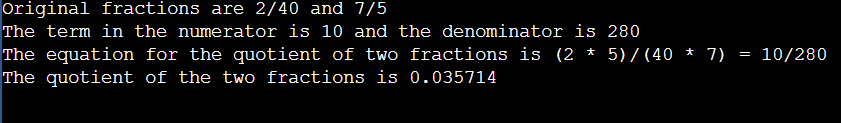 Original fractions are 2/40 and 7/5
The term in the numerator is 10 and the denominator is 280
The equation for the quotient of two fractions is (2 * 5)/(40 * 7) = 10/280
The quotient of the two fractions is 0.035714